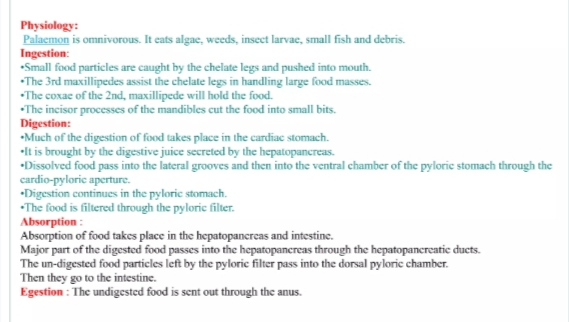 Physiology:
Palaemon is omnivorous. It eats algae, weeds, insect larvae, small fish and debris.
Ingestion:
•Small food particles are caught by the chelate legs and pushed into mouth.
•The 3rd maxillipedes assist the chelate legs in handling large food masses.
•The coxae of the 2nd, maxillipede will hold the food.
•The incisor processes of the mandibles cut the food into small bits.
Digestion:
•Much of the digestion of food takes place in the cardiac stomach.
•It is brought by the digestive juice secreted by the hepatopancreas.
•Dissolved food pass into the lateral grooves and then into the ventral chamber of the pyloric stomach through the
cardio-pyloric aperture.
•Digestion continues in the pyloric stomach.
•The food is filtered through the pyloric filter.
Absorption :
Absorption of food takes place in the hepatopancreas and intestine.
Major part of the digested food passes into the hepatopancreas through the hepatopancreatic ducts.
The un-digested food particles left by the pyloric filter pass into the dorsal pyloric chamber.
Then they go to the intestine.
Egestion : The undigested food is sent out through the anus.